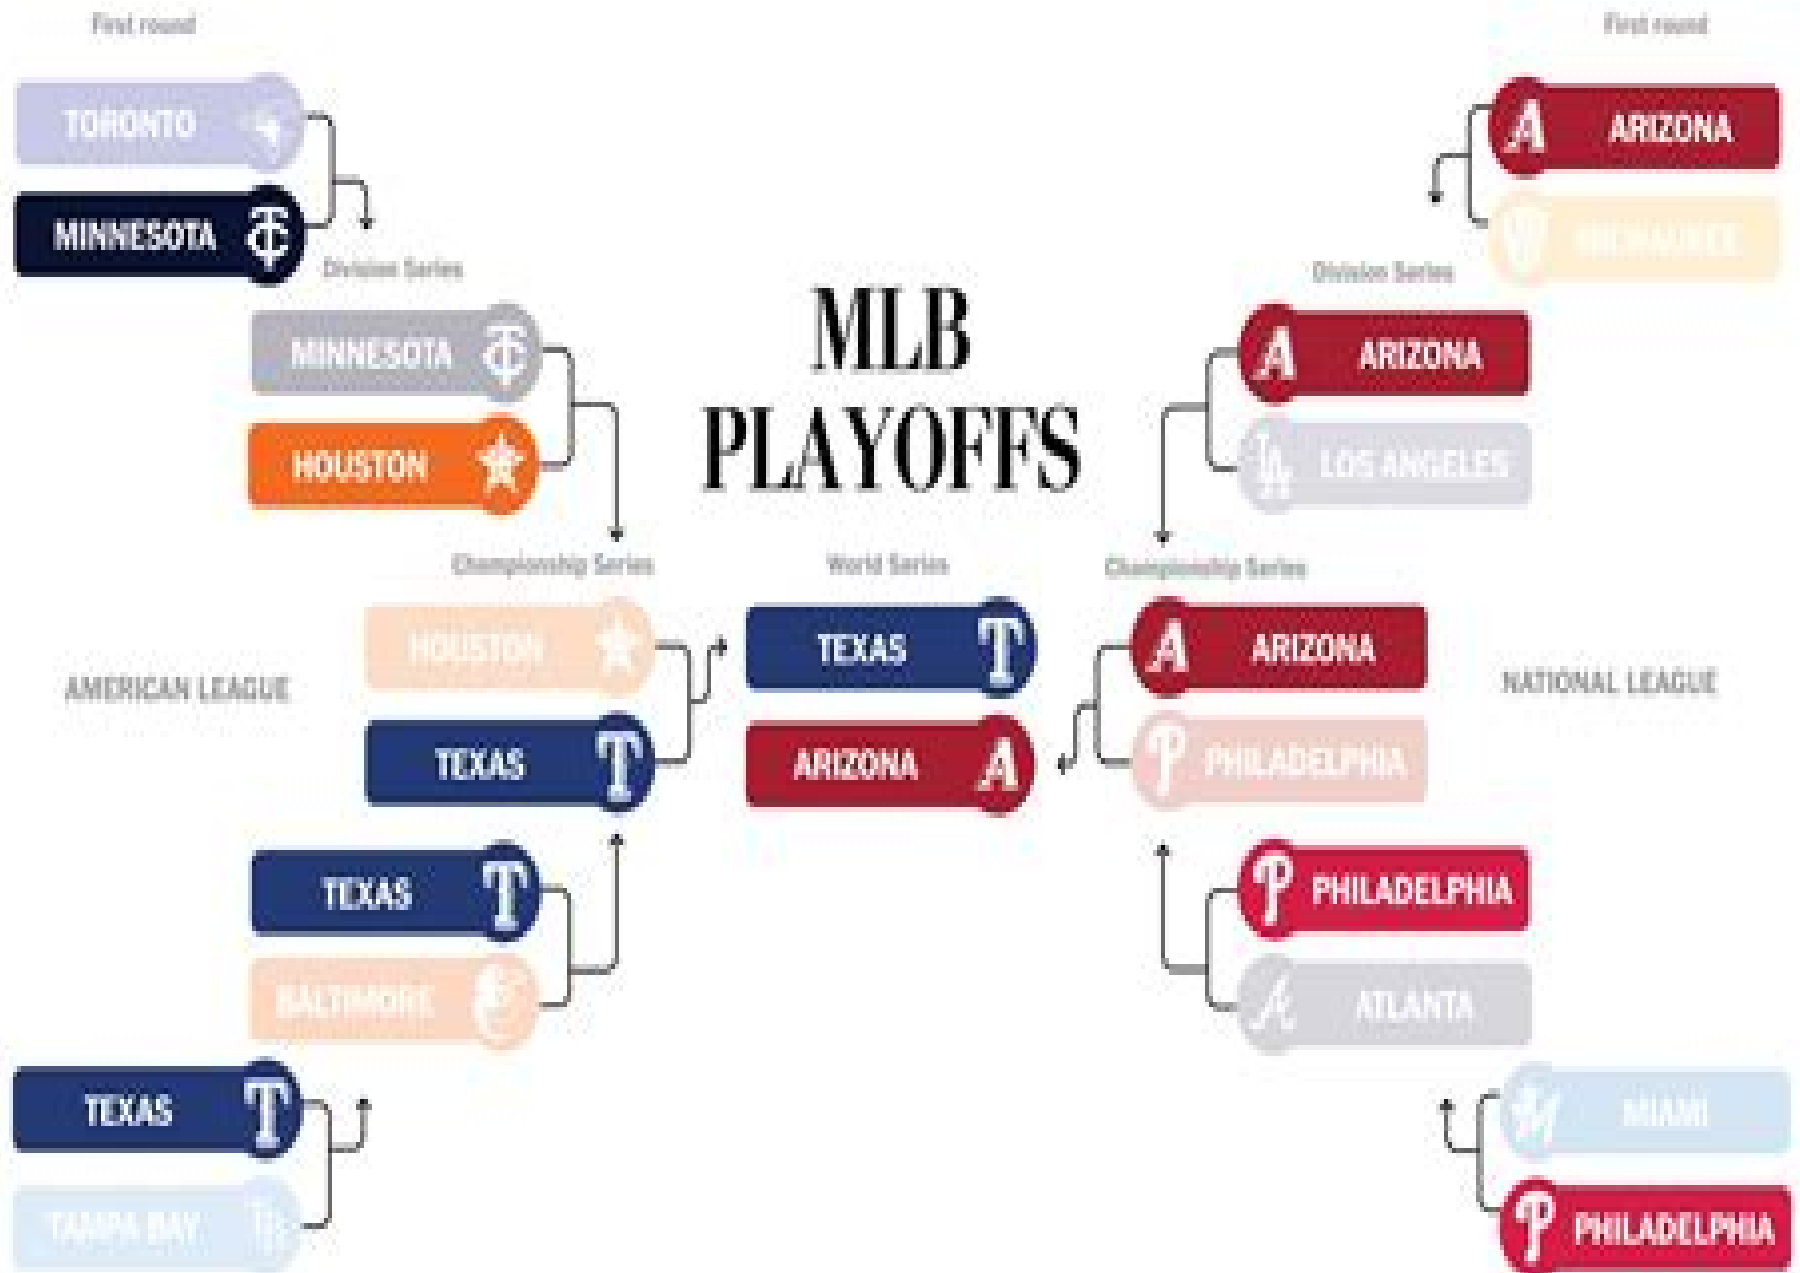 First round
First round
TORONTO
MINNESOTA
ARIZONA
MILWAUKEE
Division Series
Division Series
MINNESOTA
HOUSTON
MLB
PLAYOFFS
ARIZONA
LOS ANGELES
Championship Series
World Series
Championship Series
AMERICAN LEAGUE
HOUSTON
TEXAS
TEXAS
ARIZONA
ARIZONA
PHILADELPHIA
NATIONAL LEAGUE
TEXAS
BALTIMORE
PHILADELPHIA
ATLANTA
TEXAS
TAMPA BAY
MIAMI
PHILADELPHIA